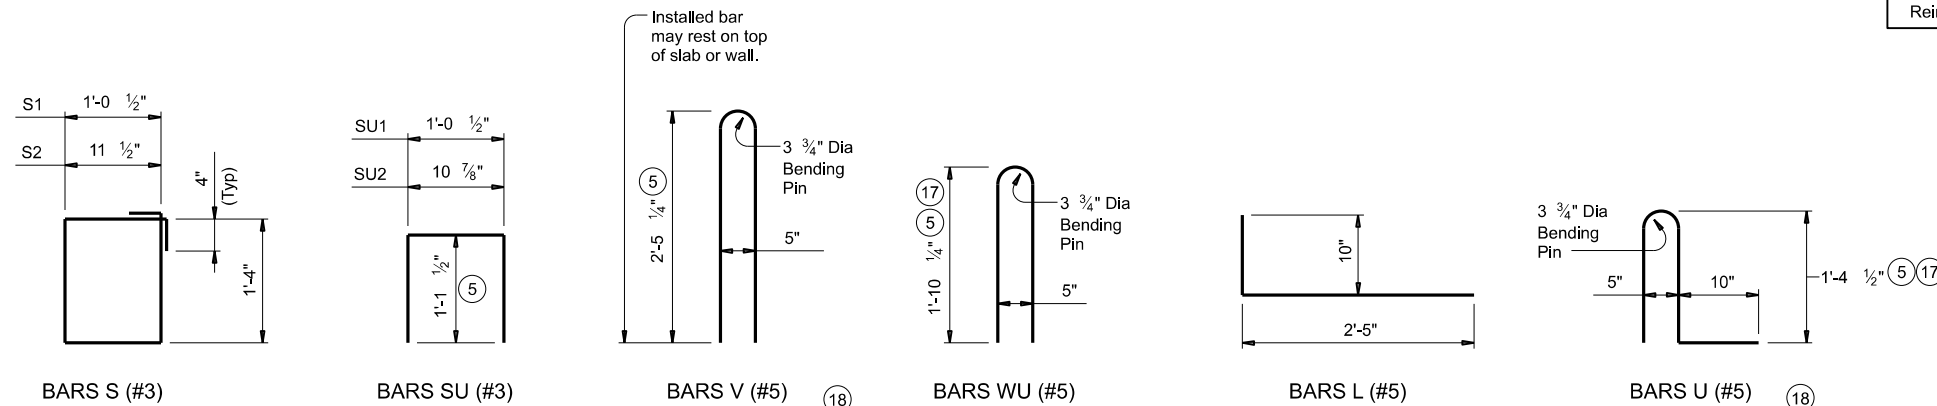 Installed bar
may rest on top
of slab or wall.
S1
1'-0 ½"
S2
11 ½"
4"
(Typ)
1'-4"
BARS S (#3)
SU1
1'-0 ½"
SU2
10 ⅞"
1'-1 ½"
5
BARS SU (#3)
2'-5 ¼" 5
3 ¾" Dia
Bending
Pin
5"
BARS V (#5)
18
17
5
1'-10 ¼"
3 ¾" Dia
Bending
Pin
5"
BARS WU (#5)
10"
2'-5"
BARS L (#5)
3 ¾" Dia
Bending
Pin
5"
10"
1'-4 ½" 5 17
BARS U (#5)
18